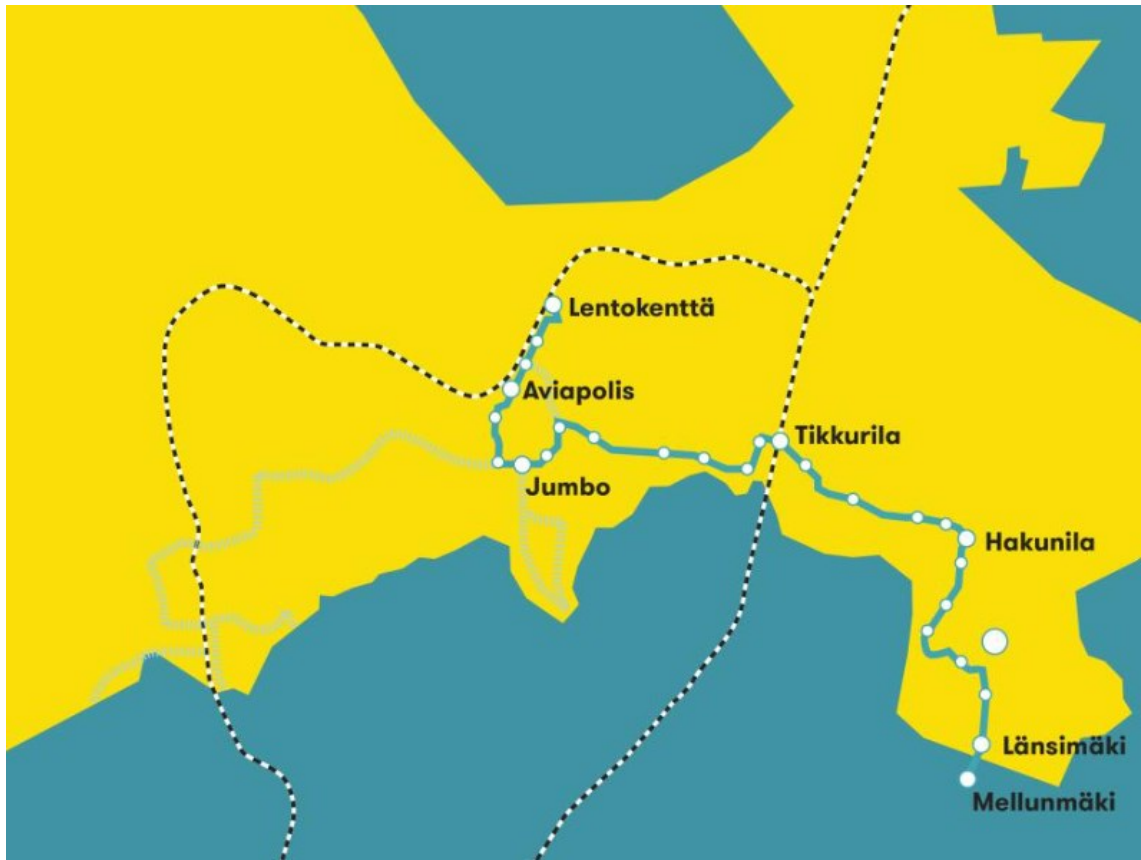 Lentokenttä
Aviapolis
Tikkurila
Jumbo
Hakunila
Länsimäki
Mellunmäki